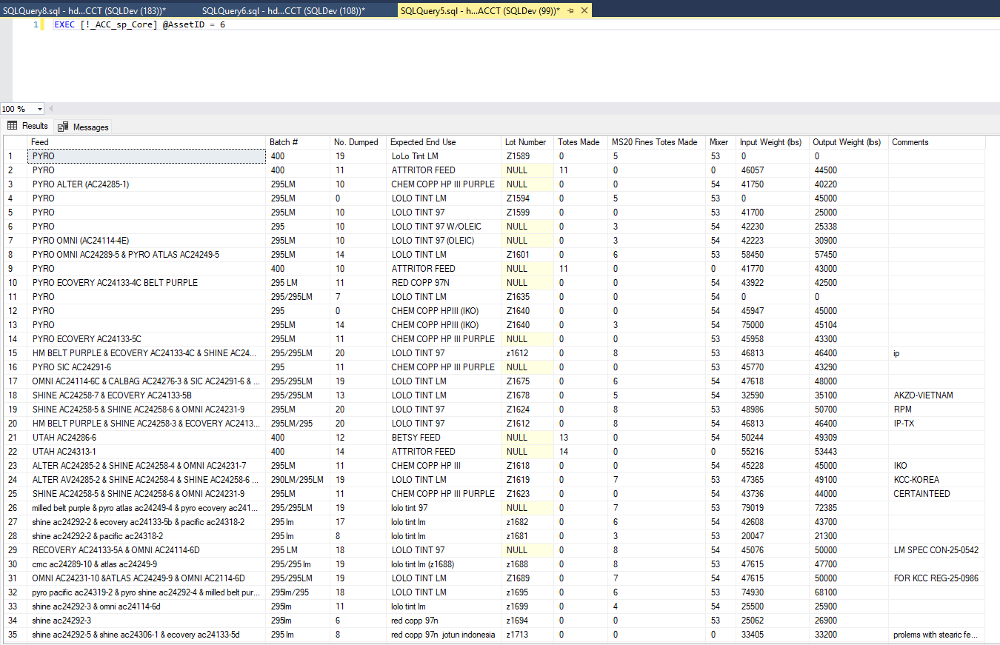 SQLQuery8.sql - hd...CCT (SQLDev (183))* SQLQuery6.sql - hd...CCT (SQLDev (108))* SQLQuery5.sql - h...ACCT (SQLDev (99))*
1 EXEC [!_ACC_sp_Core] @AssetID = 6
100 %
Results Messages
Feed Batch # No. Dumped Expected End Use Lot Number Totes Made MS20 Fines Totes Made Mixer Input Weight (lbs) Output Weight (lbs) Comments
1 PYRO 400 19 LoLo Tint LM Z1589 0 5 53 0 0
2 PYRO 400 11 ATTRITOR FEED NULL 11 0 0 46057 44500
3 PYRO ALTER (AC24285-1) 295LM 10 CHEM COPP HP III PURPLE NULL 0 0 54 41750 40220
4 PYRO 295LM 0 LOLO TINT LM Z1594 0 5 53 0 45000
5 PYRO 295LM 10 LOLO TINT 97 Z1599 0 0 53 41700 25000
6 PYRO 295 10 LOLO TINT 97 W/OLEIC NULL 0 3 54 42230 25338
7 PYRO OMNI (AC24114-4E) 295LM 10 LOLO TINT 97 (OLEIC) NULL 0 3 54 42223 30900
8 PYRO OMNI AC24289-5 & PYRO ATLAS AC24249-5 295LM 14 LOLO TINT LM Z1601 0 6 53 58450 57450
9 PYRO 400 10 ATTRITOR FEED NULL 11 0 0 41770 43000
10 PYRO ECOVERY AC24133-4C BELT PURPLE 295 LM 11 RED COPP 97N NULL 0 0 54 43922 42500
11 PYRO 295/295LM 7 LOLO TINT LM Z1635 0 0 54 0 0
12 PYRO 295 0 CHEM COPP HPIII (IKO) Z1640 0 0 54 45947 45000
13 PYRO 295LM 14 CHEM COPP HPIII (IKO) Z1640 0 3 54 75000 45104
14 PYRO ECOVERY AC24133-5C 295LM 11 CHEM COPP HP III PURPLE NULL 0 0 53 45958 43300
15 HM BELT PURPLE & ECOVERY AC24133-4C & SHINE AC24... 295/295LM 20 LOLO TINT 97 z1612 0 8 53 46813 46400 ip
16 PYRO SIC AC24291-6 295 11 CHEM COPP HP III PURPLE NULL 0 0 53 45770 43290
17 OMNI AC24114-6C & CALBAG AC24276-3 & SIC AC24291-6 & ... 295/295LM 19 LOLO TINT LM Z1675 0 6 54 47618 48000
18 SHINE AC24258-7 & ECOVERY AC24133-5B 295/295LM 13 LOLO TINT LM Z1678 0 5 54 32590 35100 AKZO-VIETNAM
19 SHINE AC24258-5 & SHINE AC24258-6 & OMNI AC24231-9 295LM 20 LOLO TINT 97 Z1624 0 8 53 48986 50700 RPM
20 HM BELT PURPLE & SHINE AC24258-3 & ECOVERY AC2413... 295LM/295 20 LOLO TINT 97 Z1612 0 8 54 46813 46400 IP-TX
21 UTAH AC24286-6 400 12 BETSY FEED NULL 13 0 54 50244 49309
22 UTAH AC24313-1 400 14 ATTRITOR FEED NULL 14 0 0 55216 53443
23 ALTER AC24285-2 & SHINE AC24258-4 & OMNI AC24231-7 295LM 11 CHEM COPP HP III Z1618 0 0 54 45228 45000 IKO
24 ALTER AV24285-2 & SHINE AC24258-4 & SHINE AC24258-6 ... 290LM/295LM 19 LOLO TINT LM Z1619 0 7 53 47365 49100 KCC-KOREA
25 SHINE AC24258-5 & SHINE AC24258-6 & OMNI AC24231-9 295LM 11 CHEM COPP HP III PURPLE Z1623 0 0 54 43736 44000 CERTAINTEED
26 milled belt purple & pyro atlas ac24249-4 & pyro ecovery ac241... 295/295LM 19 lolo tint 97 NULL 0 7 53 79019 72385
27 shine ac24292-2 & ecovery ac24133-5b & pacific ac24318-2 295 lm 17 lolo tint lm z1682 0 6 54 42608 43700
28 shine ac24292-2 & pacific ac24318-2 295 lm 8 lolo tint lm z1681 0 3 53 20047 21300
29 RECOVERY AC24133-5A & OMNI AC24114-6D 295 LM 18 LOLO TINT 97 NULL 0 8 54 45076 50000 LM SPEC CON-25-0542
30 cmc ac24289-10 & atlas ac24249-9 295/295 lm 19 lolo tint lm (z1688) z1688 0 8 53 47615 47700
31 OMNI AC24231-10 &ATLAS AC24249-9 & OMNI AC2114-6D 295/295LM 19 LOLO TINT LM Z1689 0 7 54 47615 50000 FOR KCC REG-25-0986
32 pyro pacific ac24319-2 & pyro shine ac24292-4 & milled belt pur... 295lm/295 18 LOLO TINT LM z1695 0 6 53 74930 68100
33 shine ac24292-3 & omni ac24114-6d 295lm 11 lolo tint lm z1699 0 4 54 25500 25900
34 shine ac24292-3 295lm 6 red copp 97n z1694 0 0 53 25062 26900
35 shine ac24292-5 & shine ac24306-1 & ecovery ac24133-5d 295 lm 8 red copp 97n jotun indonesia z1713 0 0 0 33405 33200 prolems with stearic fe...